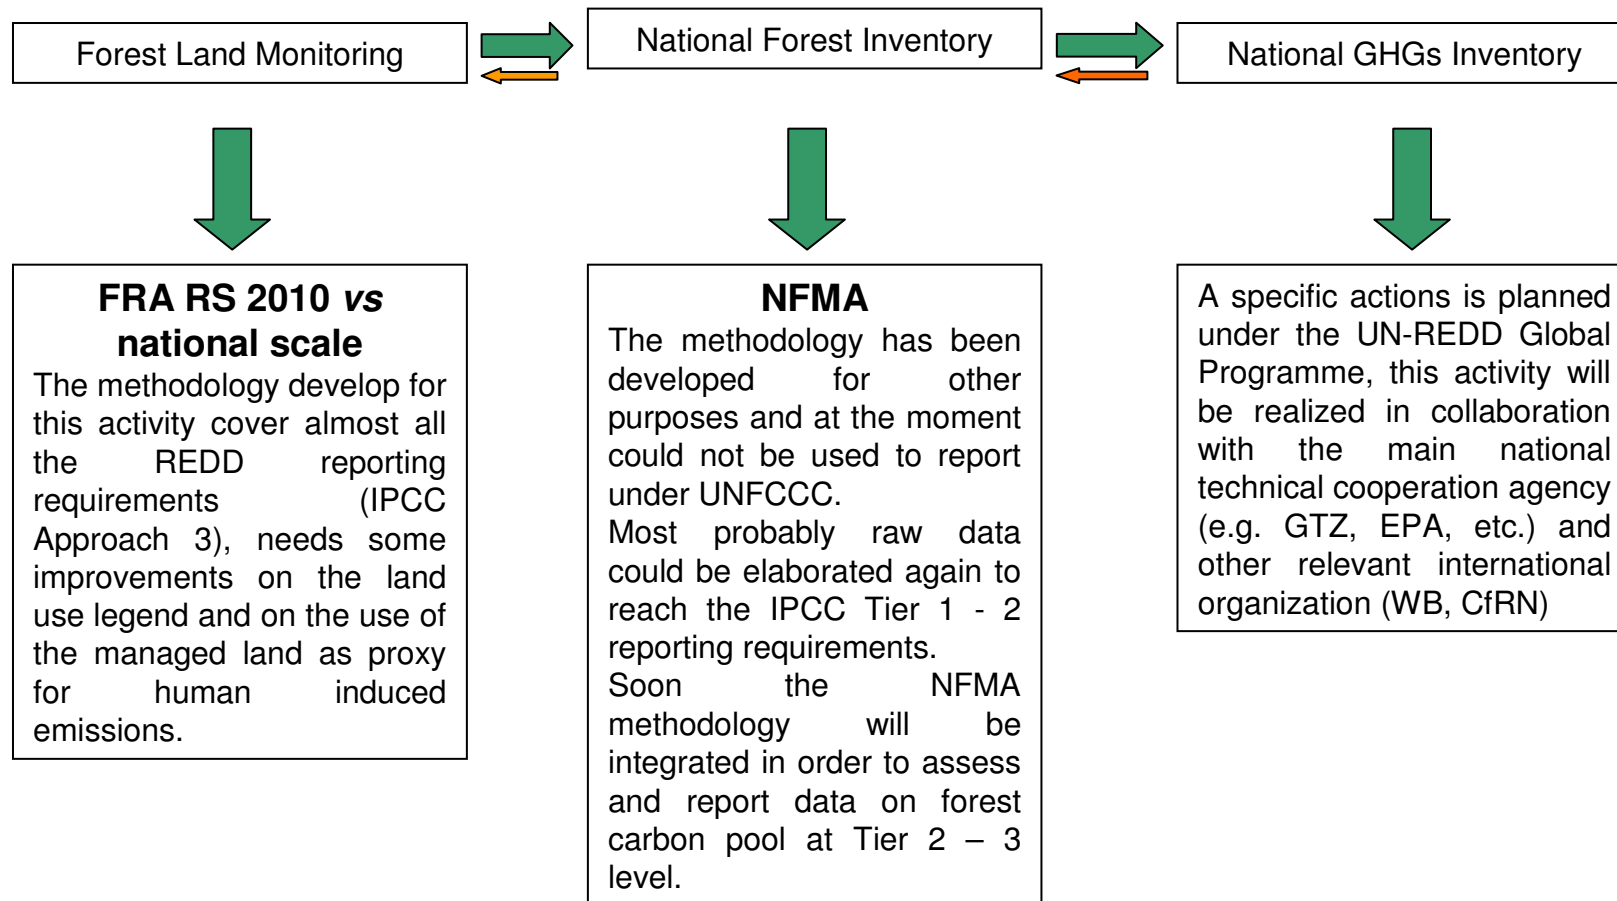 Forest Land Monitoring
National Forest Inventory
National GHGs Inventory
FRA RS 2010 vs
national scale
The methodology develop for
this activity cover almost all
the REDD reporting
requirements (IPCC
Approach 3), needs some
improvements on the land
use legend and on the use of
the managed land as proxy
for human induced
emissions.
NFMA
The methodology has been
developed for other
purposes and at the moment
could not be used to report
under UNFCCC.
Most probably raw data
could be elaborated again to
reach the IPCC Tier 1 - 2
reporting requirements.
Soon the NFMA
methodology will be
integrated in order to assess
and report data on forest
carbon pool at Tier 2 – 3
level.
A specific actions is planned
under the UN-REDD Global
Programme, this activity will
be realized in collaboration
with the main national
technical cooperation agency
(e.g. GTZ, EPA, etc.) and
other relevant international
organization (WB, CfRN)